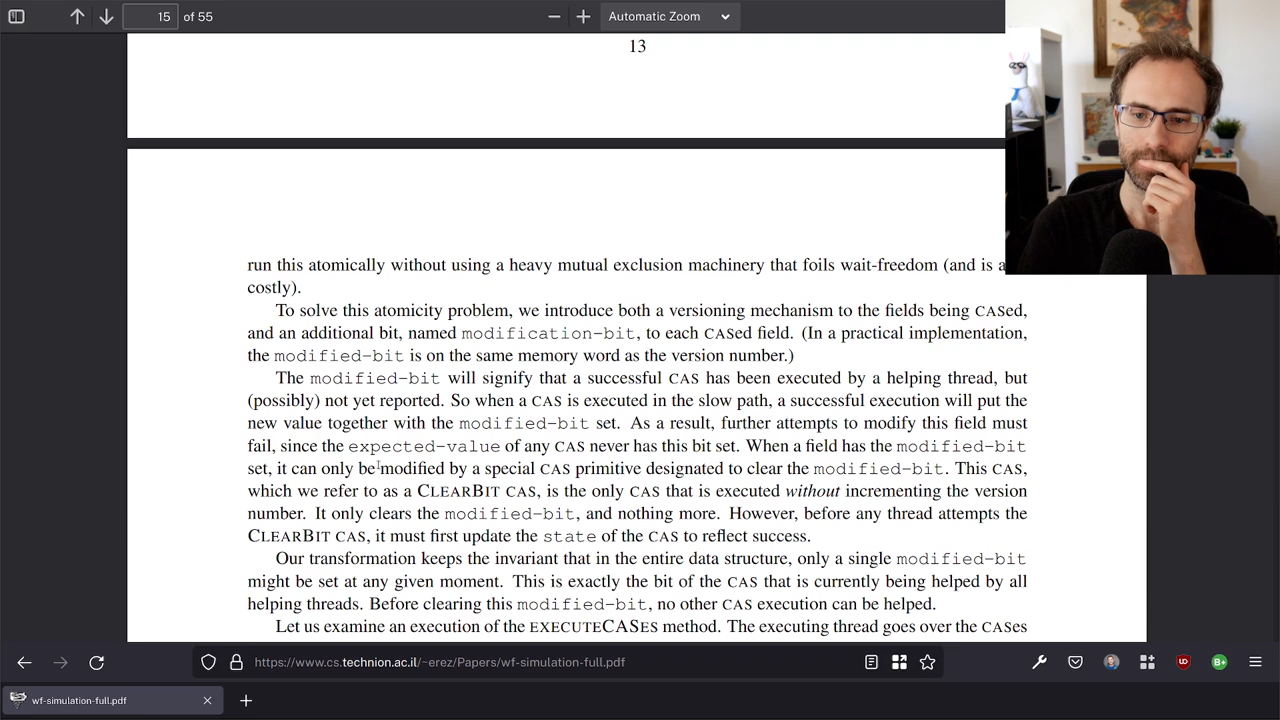 15 of 55
Automatic Zoom
13
run this atomically without using a heavy mutual exclusion machinery that foils wait-freedom (and is a
costly).
To solve this atomicity problem, we introduce both a versioning mechanism to the fields being CASed,
and an additional bit, named modification-bit, to each CASed field. (In a practical implementation,
the modified-bit is on the same memory word as the version number.)
The modified-bit will signify that a successful CAS has been executed by a helping thread, but
(possibly) not yet reported. So when a CAS is executed in the slow path, a successful execution will put the
new value together with the modified-bit set. As a result, further attempts to modify this field must
fail, since the expected-value of any CAS never has this bit set. When a field has the modified-bit
set, it can only be modified by a special CAS primitive designated to clear the modified-bit. This CAS,
which we refer to as a CLEARBIT CAS, is the only CAS that is executed without incrementing the version
number. It only clears the modified-bit, and nothing more. However, before any thread attempts the
CLEARBIT CAS, it must first update the state of the CAS to reflect success.
Our transformation keeps the invariant that in the entire data structure, only a single modified-bit
might be set at any given moment. This is exactly the bit of the CAS that is currently being helped by all
helping threads. Before clearing this modified-bit, no other CAS execution can be helped.
Let us examine an execution of the EXECUTECASES method. The executing thread goes over the CASes
https://www.cs.technion.ac.il/~erez/Papers/wf-simulation-full.pdf
wf-simulation-full.pdf